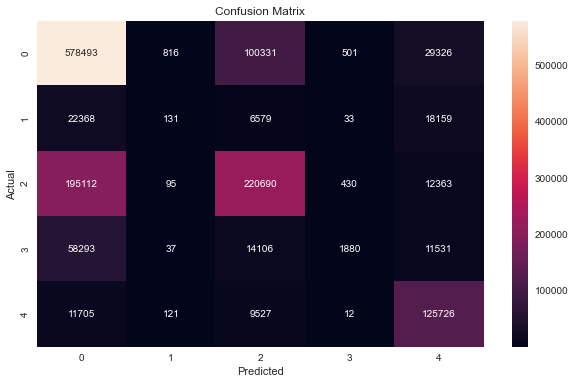 Confusion Matrix
0 578493 816 100331 501 29326
1 22368 131 6579 33 18159
2 195112 95 220690 430 12363
3 58293 37 14106 1880 11531
4 11705 121 9527 12 125726
0 1 2 3 4
Actual
Predicted
500000
400000
300000
200000
100000